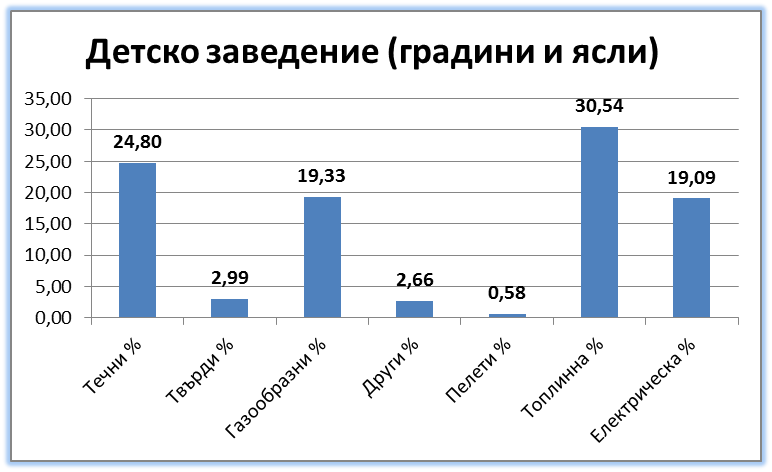 Детско заведение (градини и ясли)
35,00
30,00
25,00
20,00
15,00
10,00
5,00
0,00
24,80
2,99
19,33
2,66
0,58
30,54
19,09
Течни %
Твърди %
Газообразни %
Други %
Пелети %
Топлинна %
Електрическа %